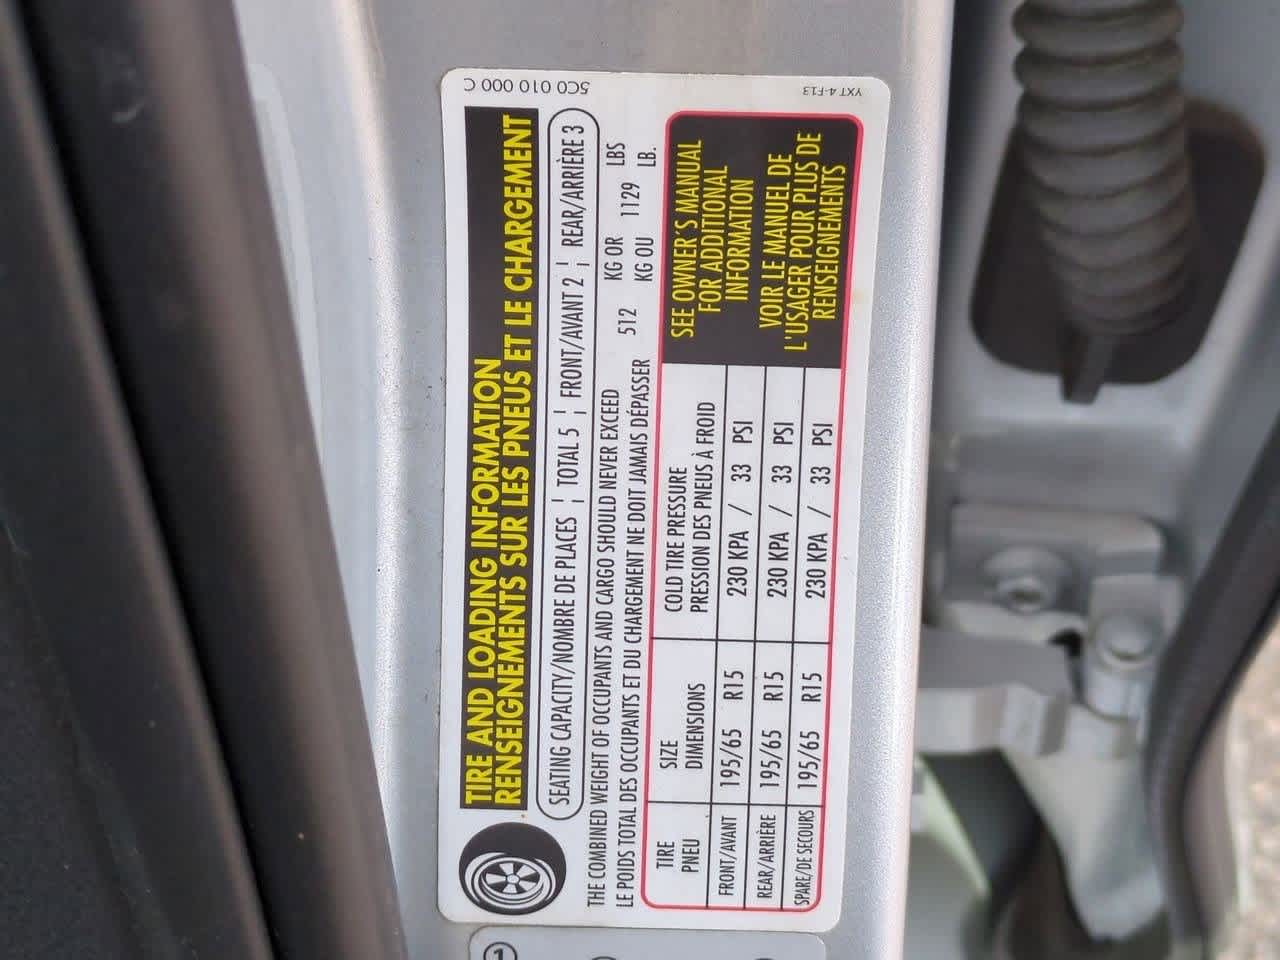 5C0 010 000 C
YXT 4-F13
TIRE AND LOADING INFORMATION
RENSEIGNEMENTS SUR LES PNEUS ET LE CHARGEMENT
SEATING CAPACITY/NOMBRE DE PLACES ¦ TOTAL 5 ¦ FRONT/AVANT 2 ¦ REAR/ARRIÈRE 3
THE COMBINED WEIGHT OF OCCUPANTS AND CARGO SHOULD NEVER EXCEED 512 KG OR 1129 LBS
LE POIDS TOTAL DES OCCUPANTS ET DU CHARGEMENT NE DOIT JAMAIS DÉPASSER KG OU LB.
TIRE SIZE COLD TIRE PRESSURE
PNEU DIMENSIONS PRESSION DES PNEUS À FROID
FRONT/AVANT 195/65 R15 230 KPA / 33 PSI
REAR/ARRIÈRE 195/65 R15 230 KPA / 33 PSI
SPARE/DE SECOURS 195/65 R15 230 KPA / 33 PSI
SEE OWNER'S MANUAL
FOR ADDITIONAL
INFORMATION
VOIR LE MANUEL DE
L'USAGER POUR PLUS DE
RENSEIGNEMENTS
1